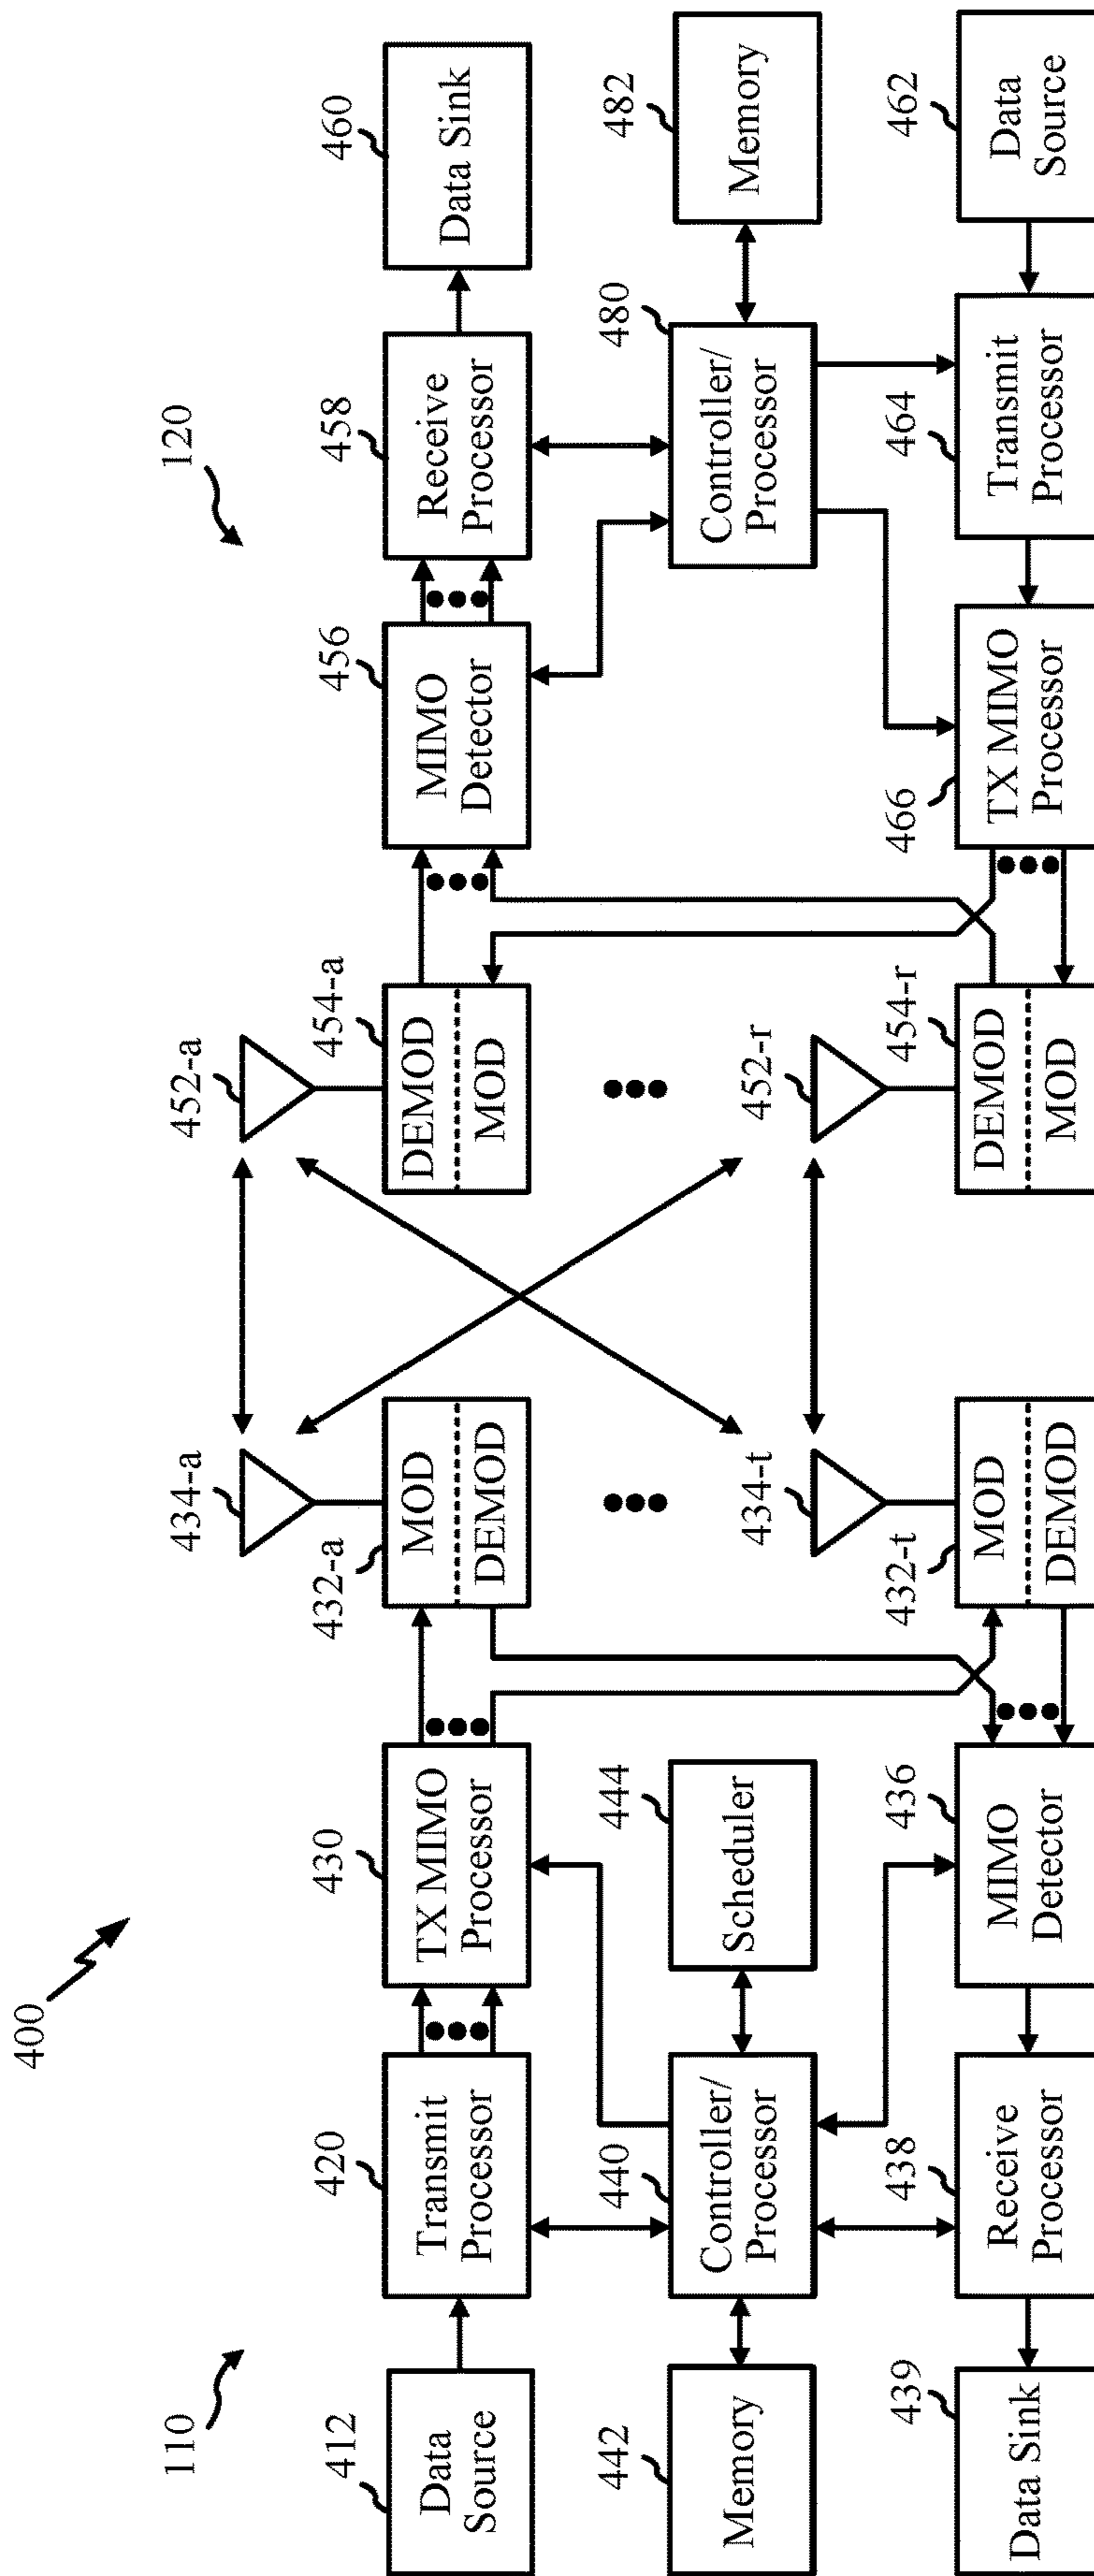 400
110
120
412
Data
Source
420
Transmit
Processor
430
TX MIMO
Processor
432-a
MOD
DEMOD
434-a
452-a
454-a
DEMOD
MOD
456
MIMO
Detector
458
Receive
Processor
460
Data Sink
442
Memory
440
Controller/
Processor
444
Scheduler
434-t
452-r
480
Controller/
Processor
482
Memory
439
Data Sink
438
Receive
Processor
436
MIMO
Detector
432-t
MOD
DEMOD
454-r
DEMOD
MOD
466
TX MIMO
Processor
464
Transmit
Processor
462
Data
Source